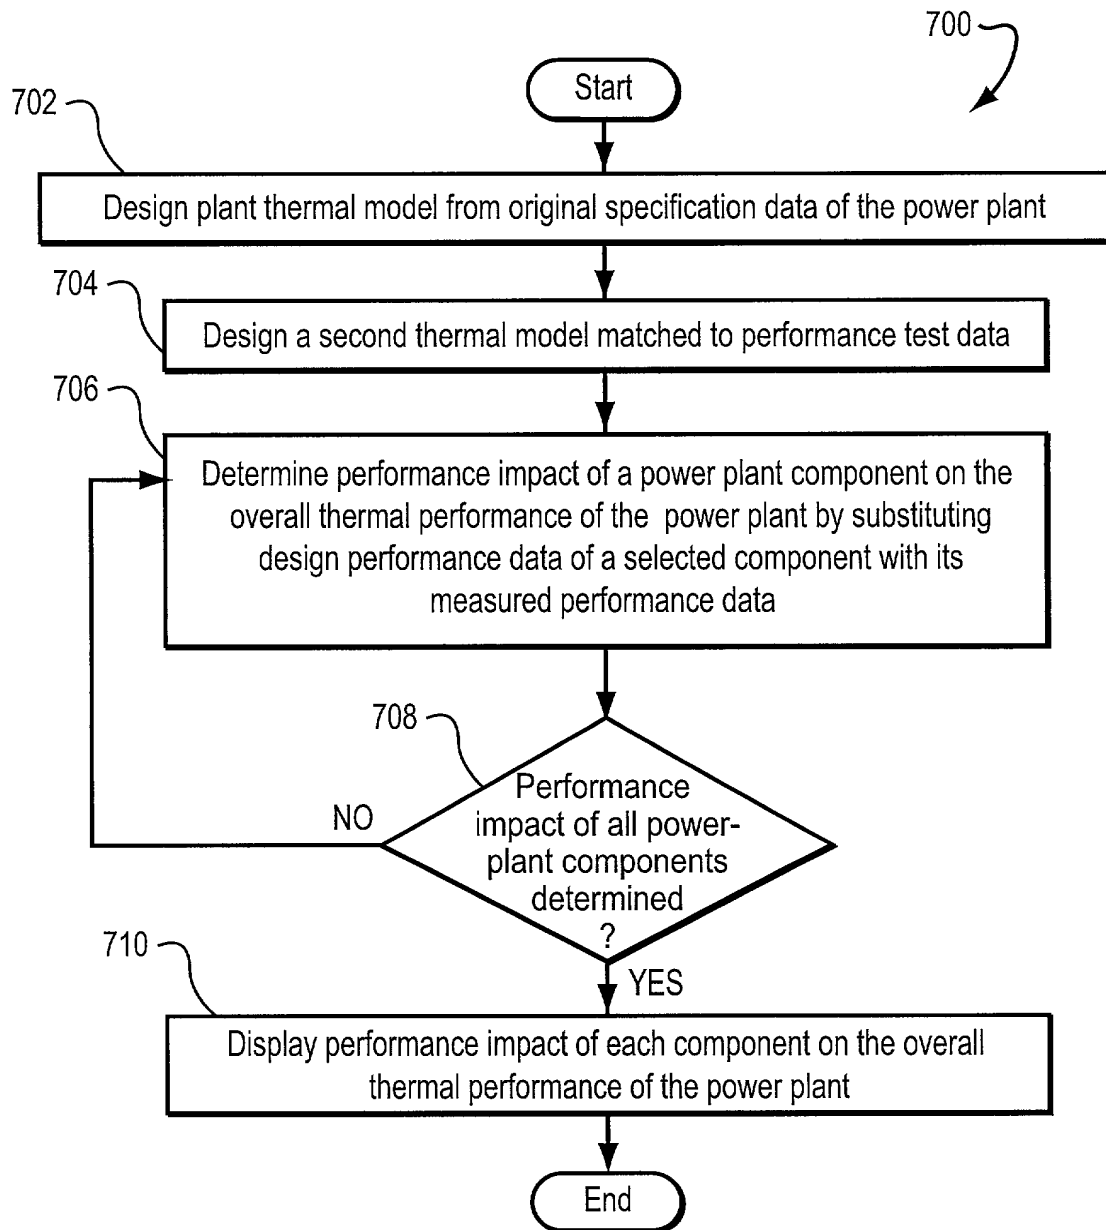 700
Start
702
Design plant thermal model from original specification data of the power plant
704
Design a second thermal model matched to performance test data
706
Determine performance impact of a power plant component on the
overall thermal performance of the power plant by substituting
design performance data of a selected component with its
measured performance data
708
Performance
impact of all power-
plant components
determined
?
NO
YES
710
Display performance impact of each component on the overall
thermal performance of the power plant
End